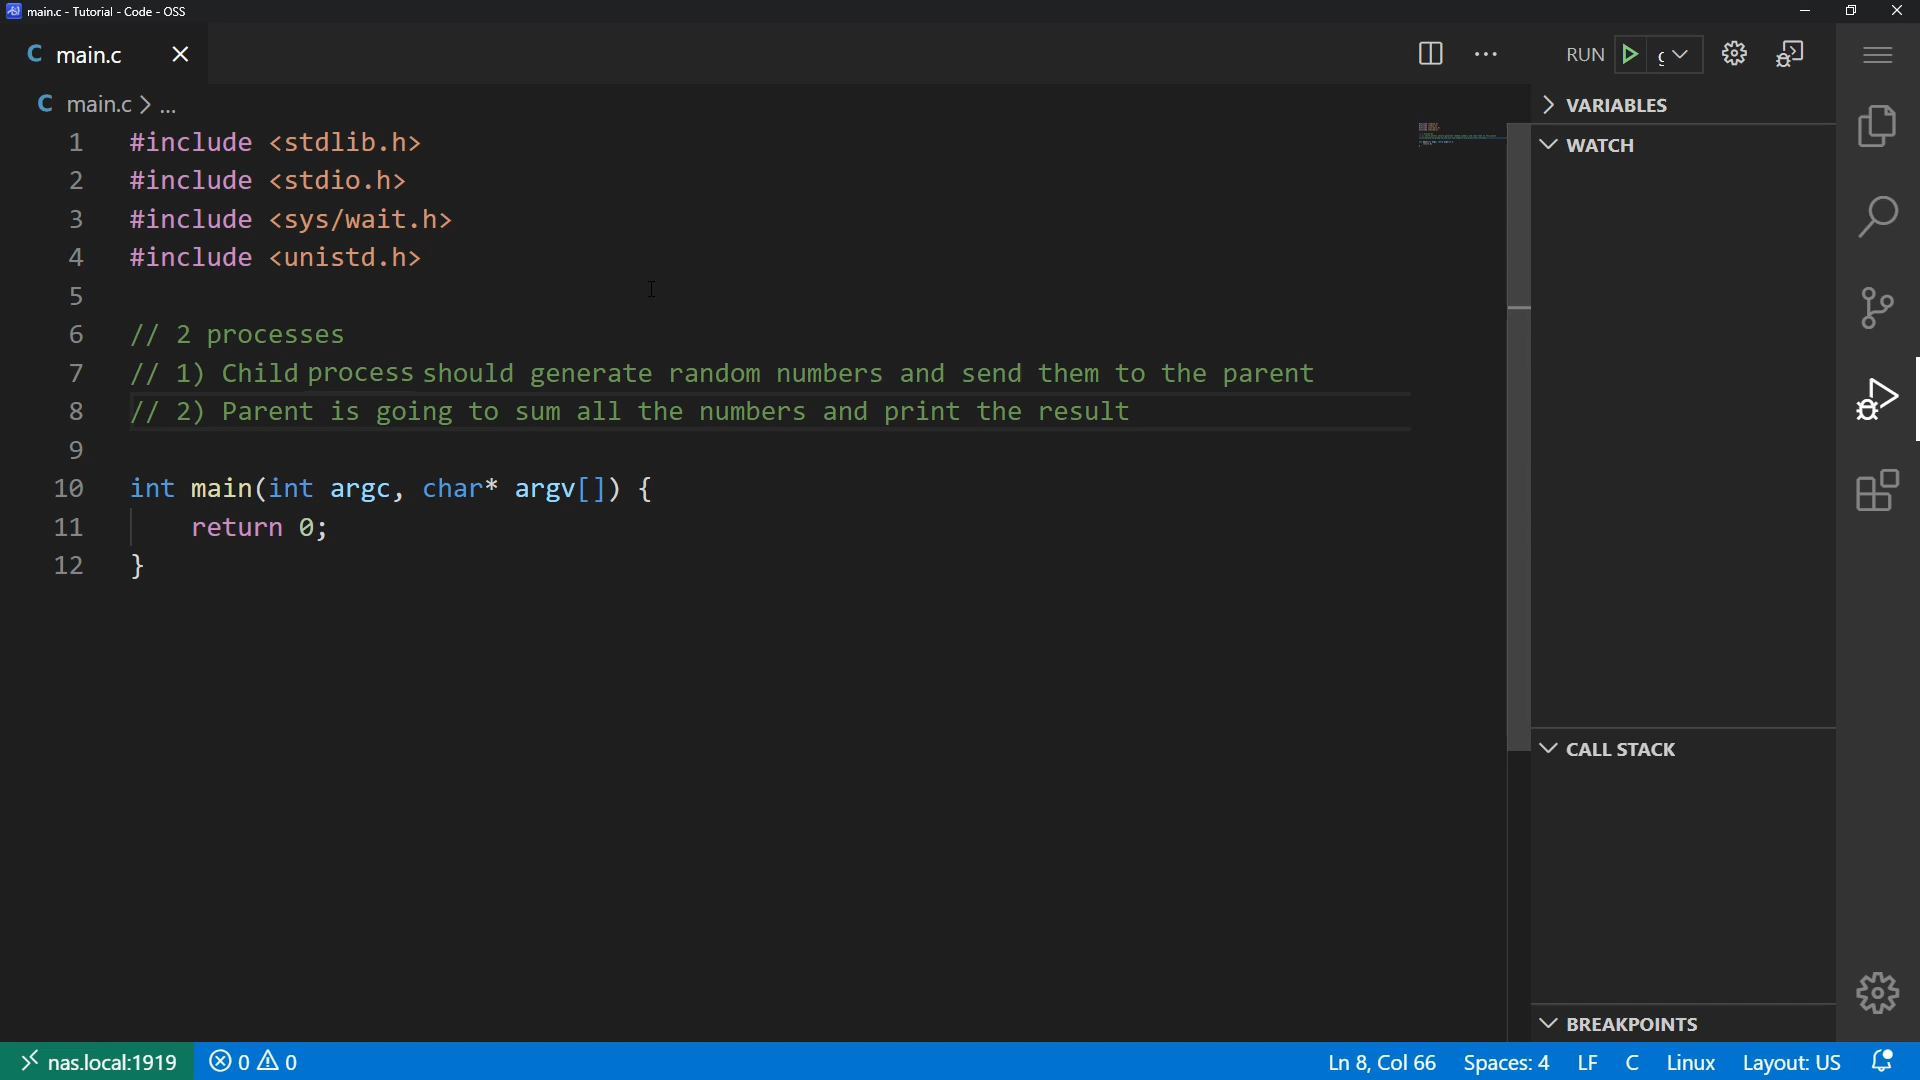 main.c - Tutorial - Code - OSS
main.c
RUN
main.c > ...
VARIABLES
WATCH
1 #include <stdlib.h>
2 #include <stdio.h>
3 #include <sys/wait.h>
4 #include <unistd.h>
5
6 // 2 processes
7 // 1) Child process should generate random numbers and send them to the parent
8 // 2) Parent is going to sum all the numbers and print the result
9
10 int main(int argc, char* argv[]) {
11 return 0;
12 }
CALL STACK
BREAKPOINTS
nas.local:1919 0 0 Ln 8, Col 66 Spaces: 4 LF C Linux Layout: US